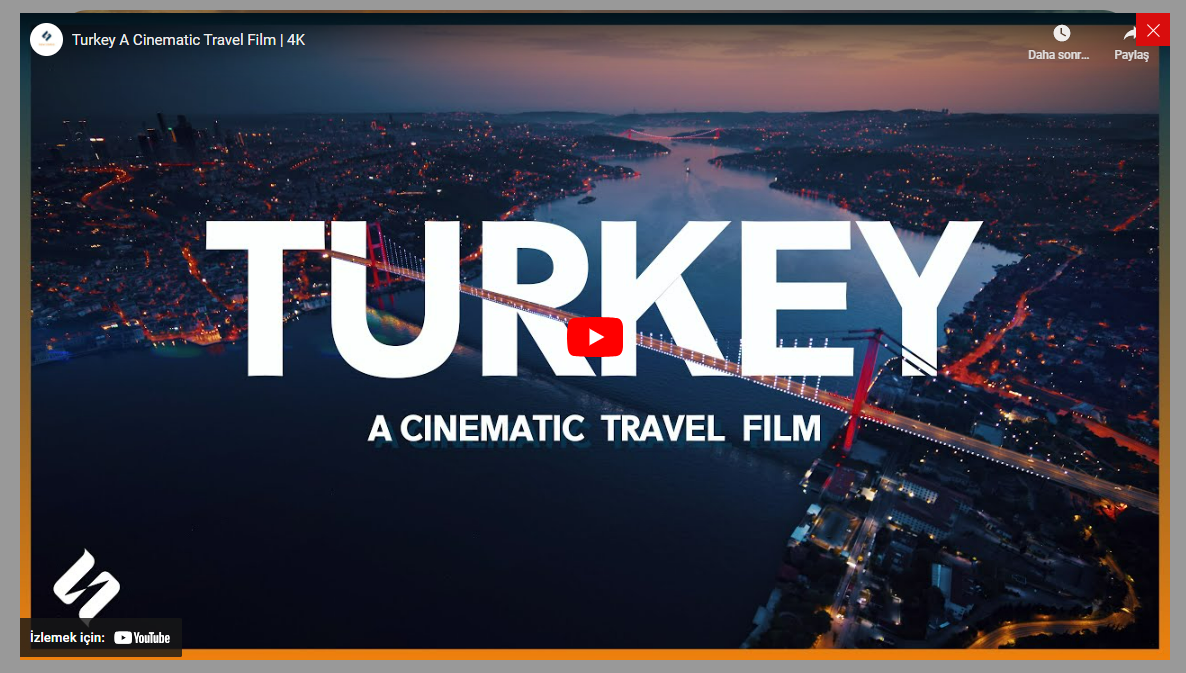 Turkey A Cinematic Travel Film | 4K
Daha sonr...
Paylaş
TURKEY
A CINEMATIC TRAVEL FILM
İzlemek için: YouTube